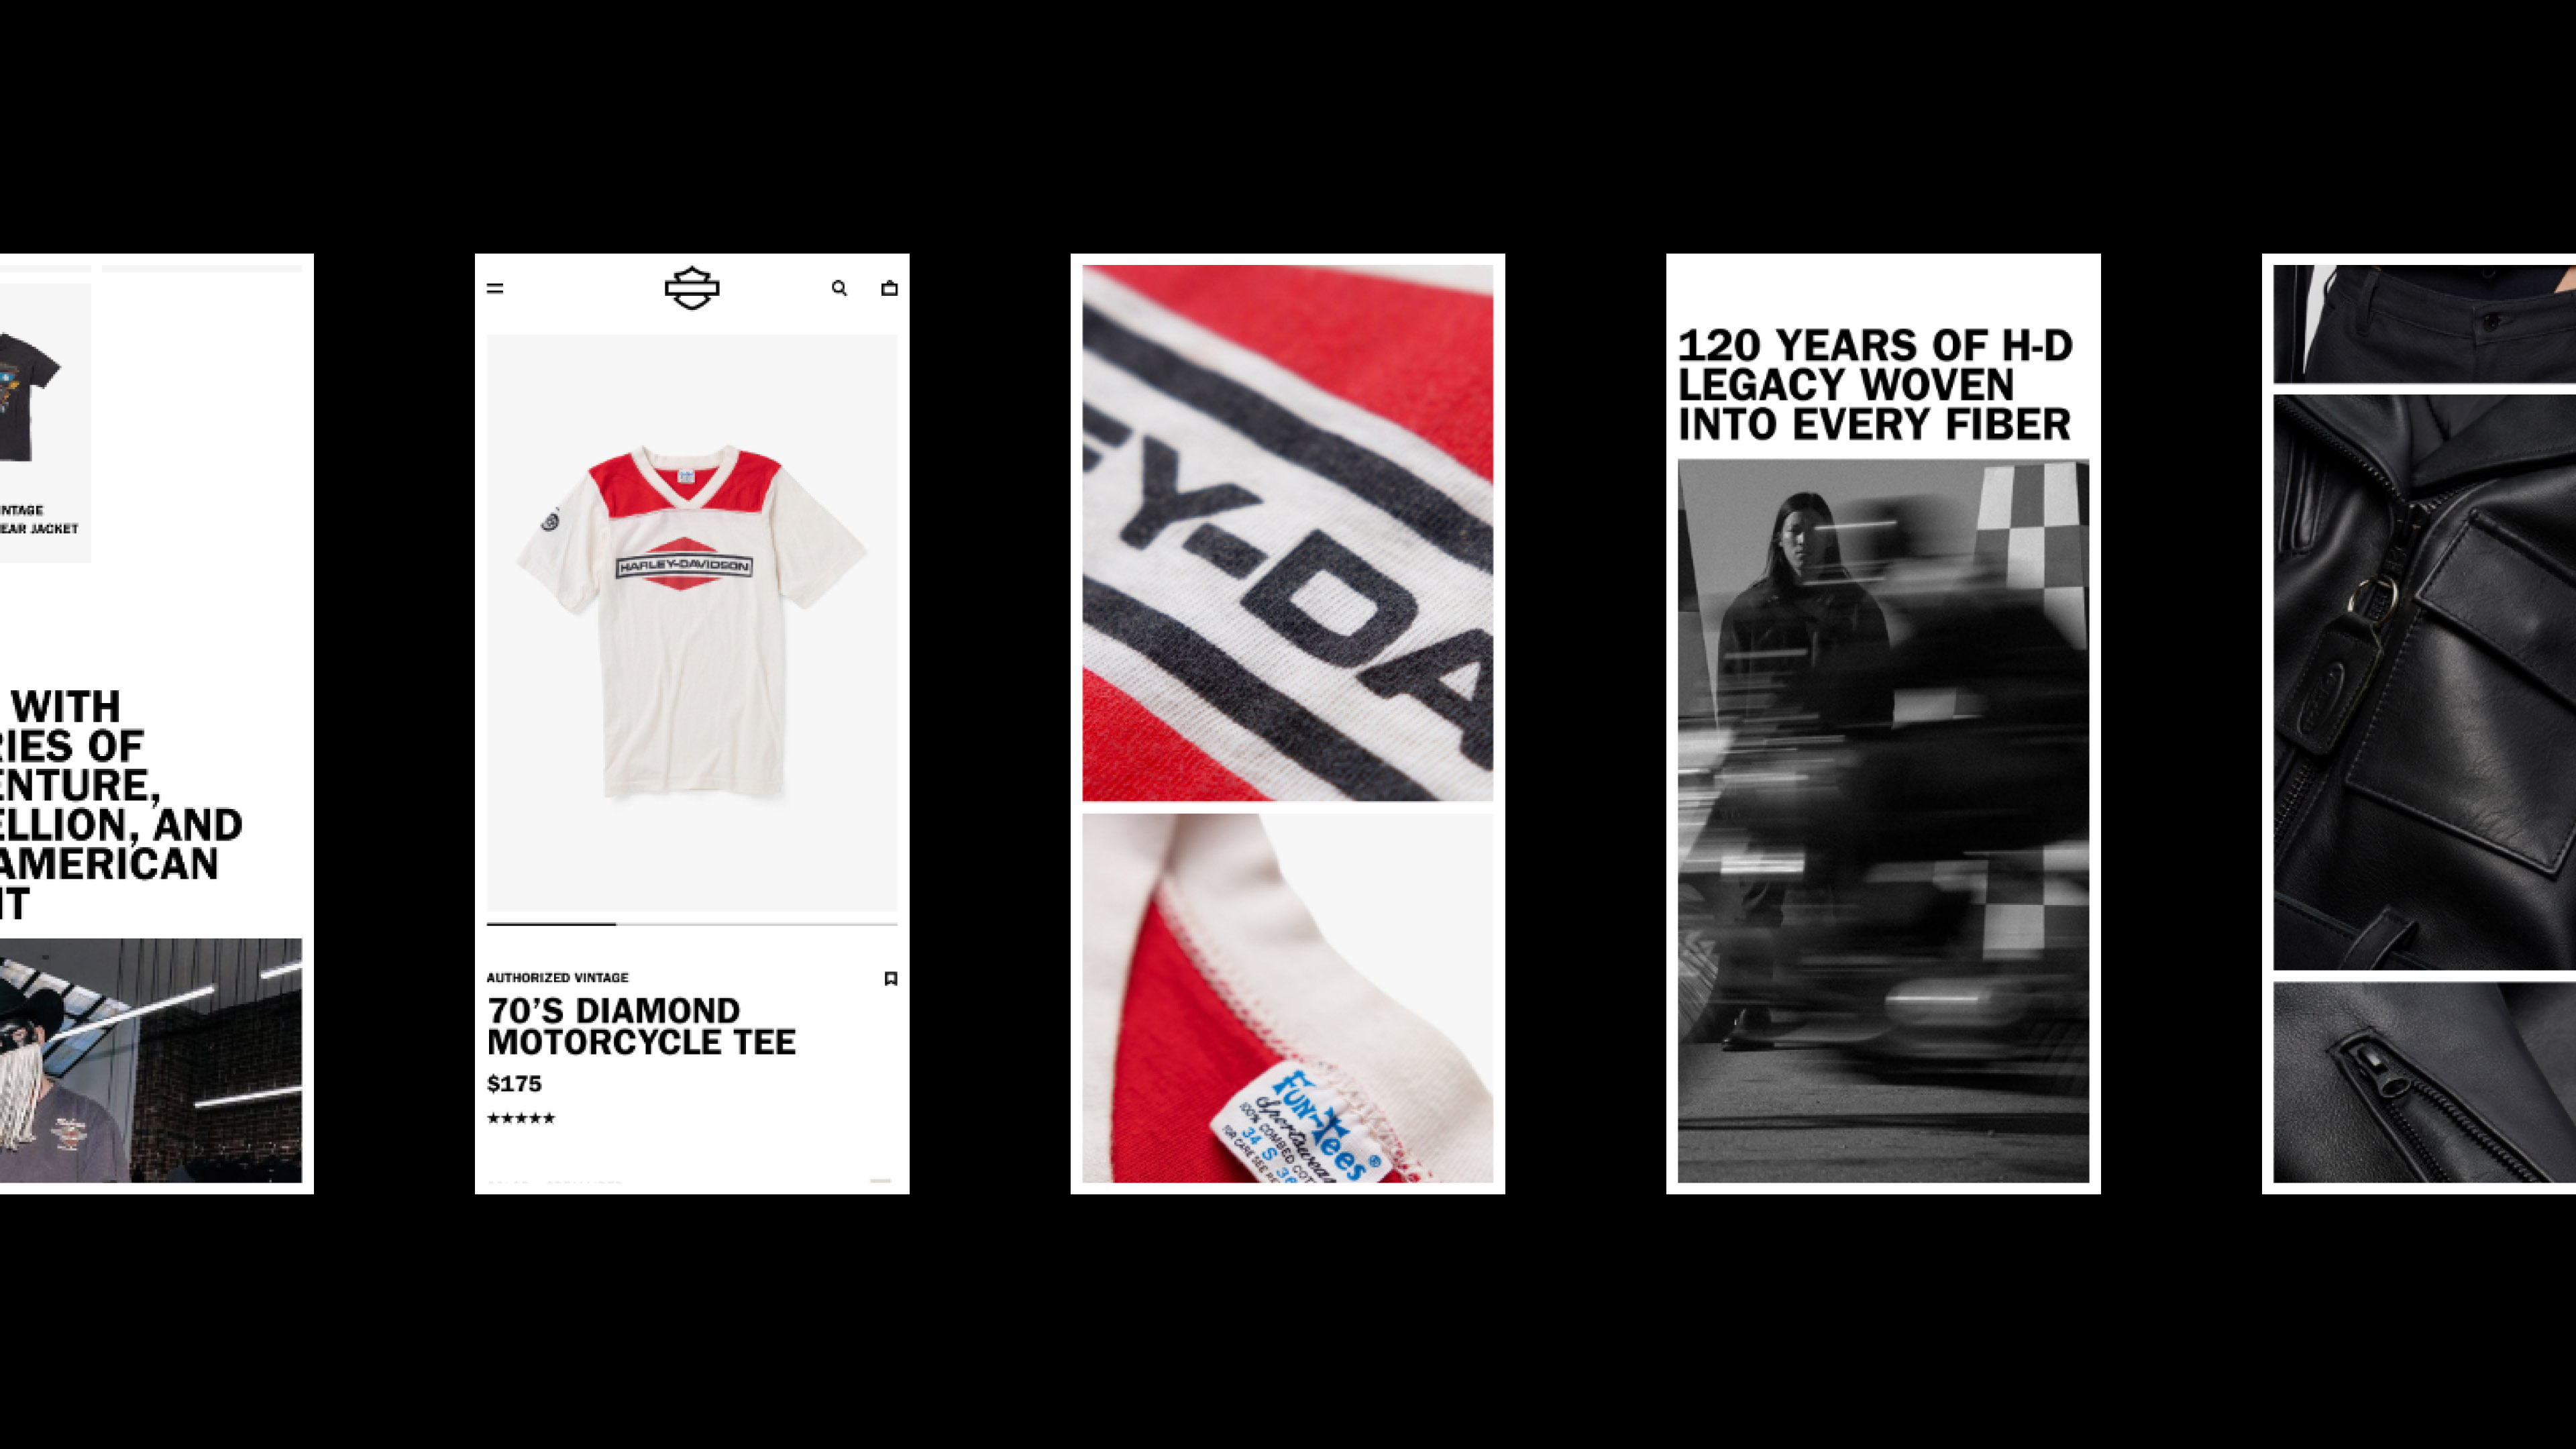 INTAGE
EAR JACKET
WITH
RIES OF
ENTURE,
ELLION, AND
AMERICAN
IT
HARLEY-DAVIDSON
AUTHORIZED VINTAGE
70’S DIAMOND
MOTORCYCLE TEE
$175
★★★★★
EY-DA
FUN-Tees®
Sportswear
100% COMBED COT
34 S 36
FOR CARE SEE RE
120 YEARS OF H-D
LEGACY WOVEN
INTO EVERY FIBER